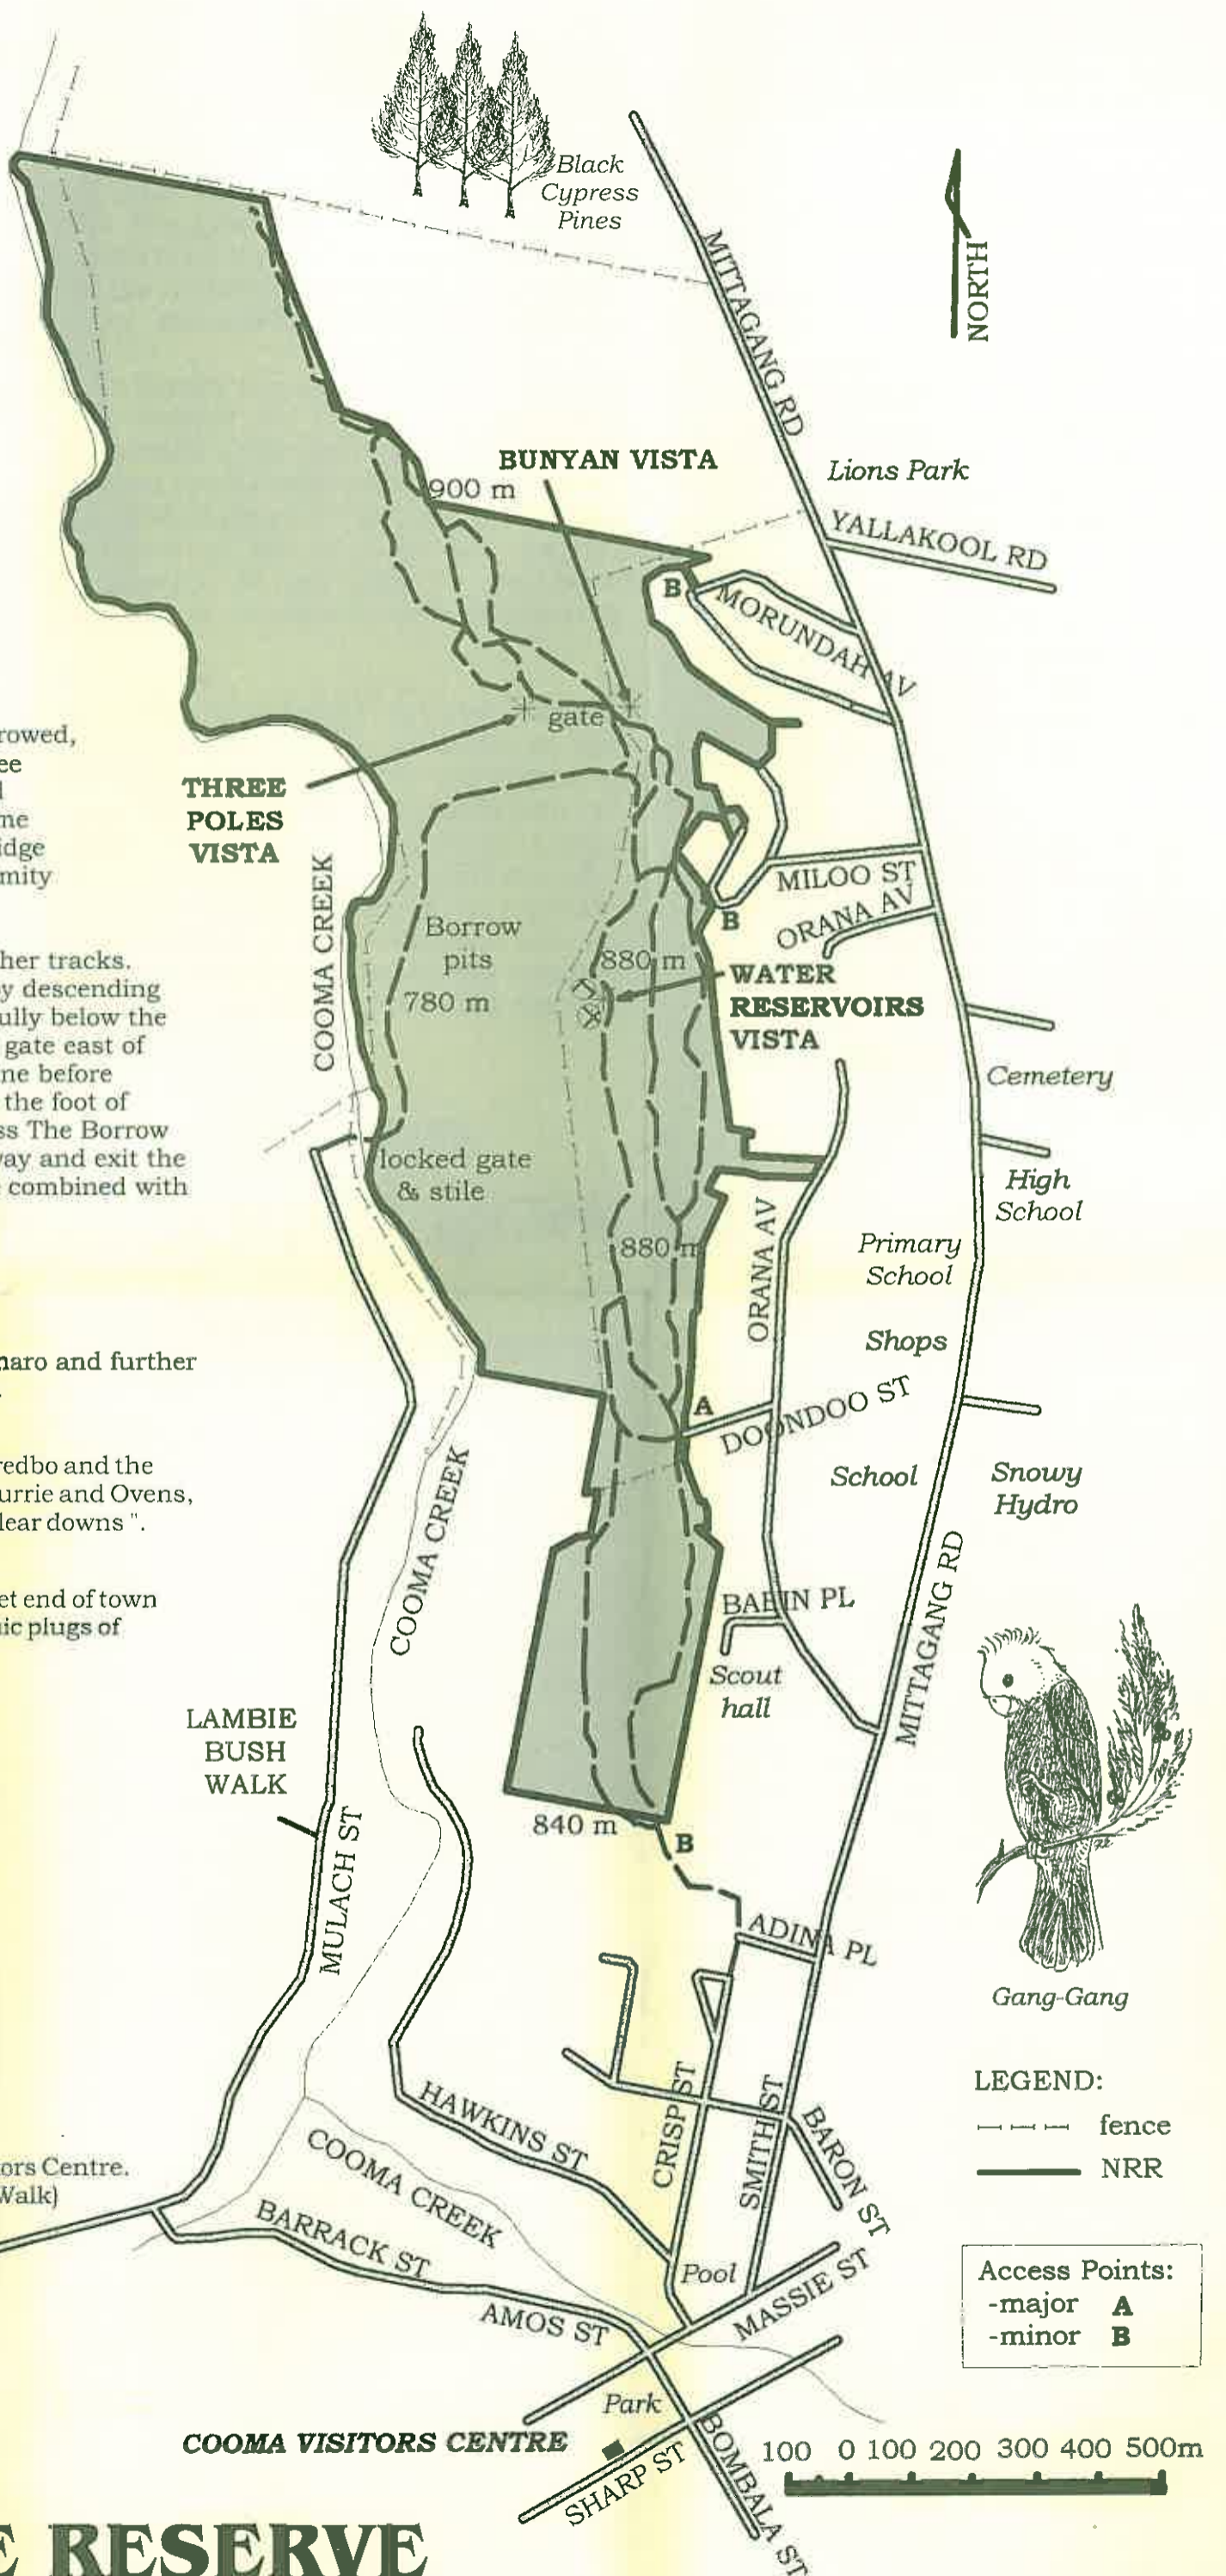 Black
Cypress
Pines
MITTAGANG RD
NORTH
BUNYAN VISTA
Lions Park
900 m
YALLAKOOL RD
B
MORUNDAH AV
gate
THREE
POLES
VISTA
MILOO ST
ORANA AV
B
COOMA CREEK
Borrow
pits
780 m
880 m
WATER
RESERVOIRS
VISTA
Cemetery
locked gate
& stile
High
School
880 m
ORANA AV
Primary
School
Shops
A
DOONDOO ST
School
Snowy
Hydro
COOMA CREEK
MITTAGANG RD
BABIN PL
Scout
hall
LAMBIE
BUSH
WALK
MULACH ST
840 m
B
ADINA PL
Gang-Gang
LEGEND:
fence
NRR
HAWKINS ST
CRISP ST
SMITH ST
BARON ST
COOMA CREEK
BARRACK ST
AMOS ST
Pool
MASSIE ST
Access Points:
-major A
-minor B
Park
COOMA VISITORS CENTRE
SHARP ST
BOMBALA ST
100 0 100 200 300 400 500m
rowed,
ee
ne
idge
mity
her tracks.
y descending
ully below the
gate east of
ne before
the foot of
ss The Borrow
way and exit the
combined with
naro and further
redbo and the
urrie and Ovens,
lear downs ".
et end of town
ic plugs of
ors Centre.
Walk)
E RESERVE